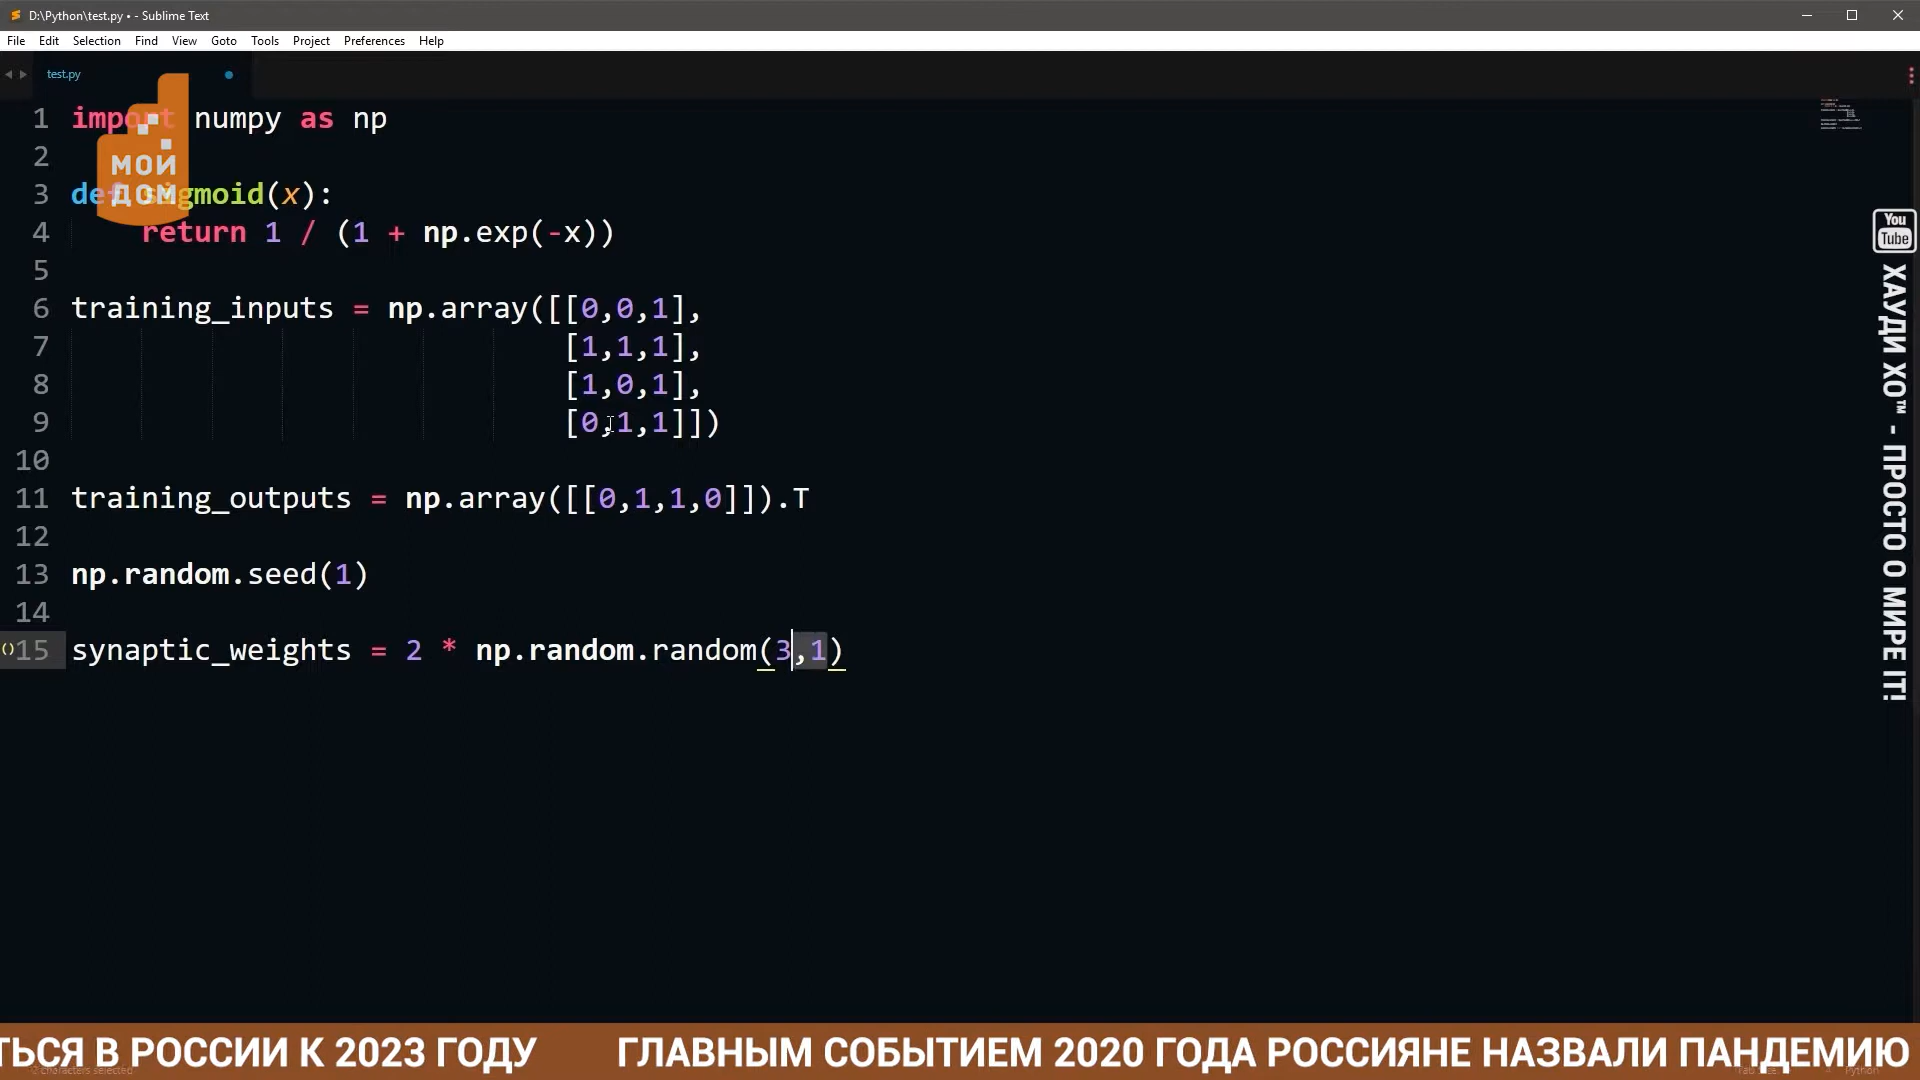 D:\Python\test.py • - Sublime Text
File Edit Selection Find View Goto Tools Project Preferences Help
test.py
1 import numpy as np
2
3 def sigmoid(x):
4 return 1 / (1 + np.exp(-x))
5
6 training_inputs = np.array([[0,0,1],
7 [1,1,1],
8 [1,0,1],
9 [0,1,1]])
10
11 training_outputs = np.array([[0,1,1,0]]).T
12
13 np.random.seed(1)
14
15 synaptic_weights = 2 * np.random.random(3,1)
МОЙ
ДОМ
You
Tube
ХАУДИ ХО™ - ПРОСТО О МИРЕ IT!
ТЬСЯ В РОССИИ К 2023 ГОДУ ГЛАВНЫМ СОБЫТИЕМ 2020 ГОДА РОССИЯНЕ НАЗВАЛИ ПАНДЕМИЮ
2 characters selected
Python